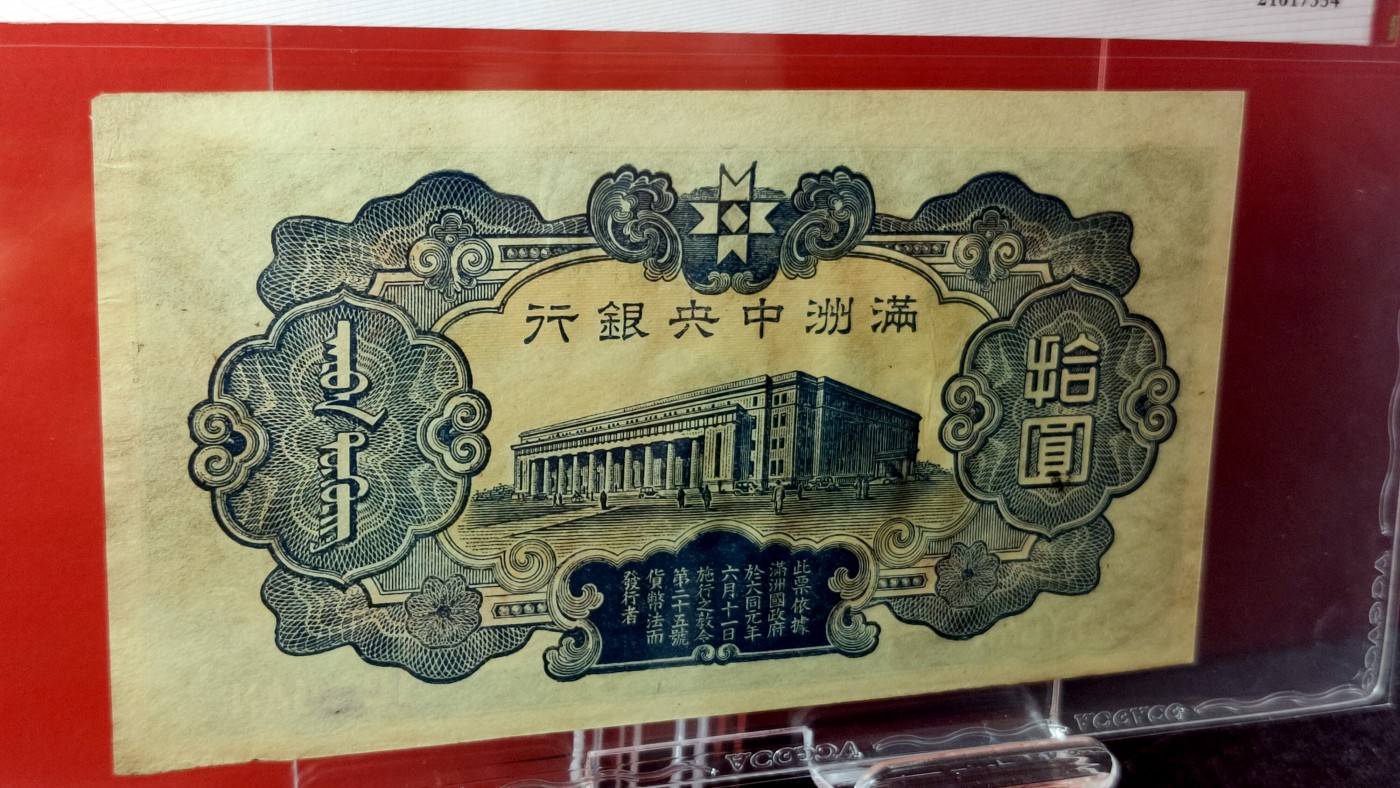 滿洲中央銀行
拾圓
此票依據
滿洲國政府
於大同元年
六月十一日
施行之敎令
第二十五號
貨幣法而
發行者